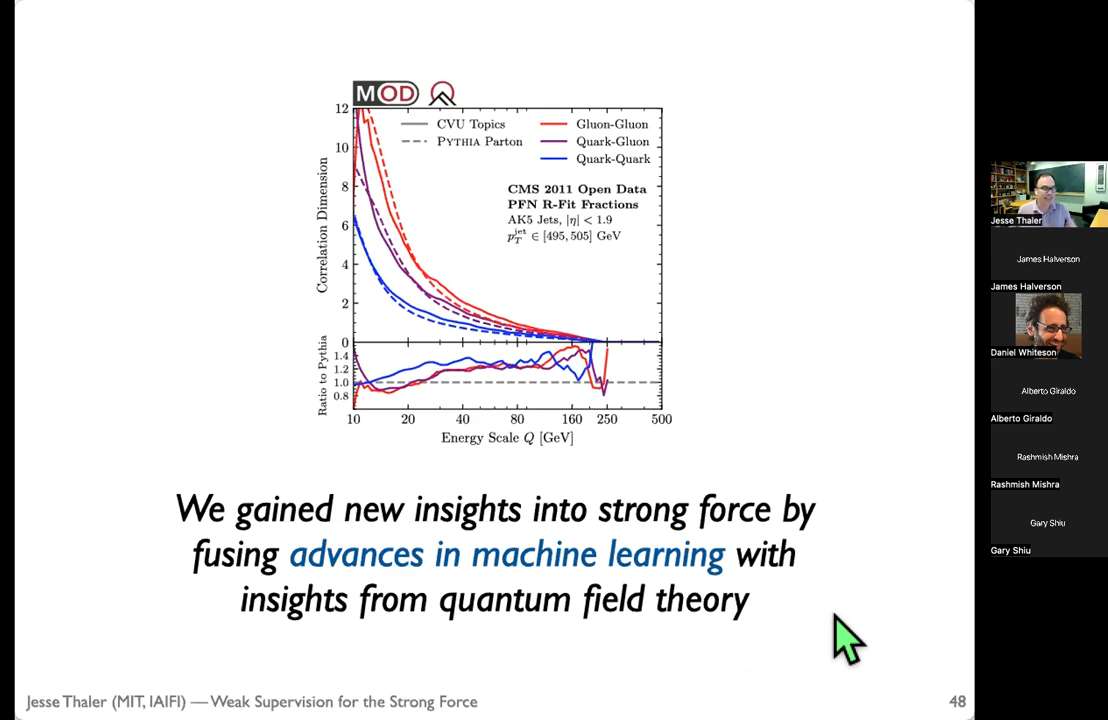 MOD
CVU Topics
PYTHIA Parton
Gluon-Gluon
Quark-Gluon
Quark-Quark
CMS 2011 Open Data
PFN R-Fit Fractions
AK5 Jets, |η| < 1.9
p_T^jet ∈ [495, 505] GeV
Correlation Dimension
12
10
8
6
4
2
0
Ratio to Pythia
1.4
1.2
1.0
0.8
10 20 40 80 160 250 500
Energy Scale Q [GeV]
We gained new insights into strong force by
fusing advances in machine learning with
insights from quantum field theory
Jesse Thaler (MIT, IAIFI) — Weak Supervision for the Strong Force
48
Jesse Thaler
James Halverson
James Halverson
Daniel Whiteson
Alberto Giraldo
Alberto Giraldo
Rashmish Mishra
Rashmish Mishra
Gary Shiu
Gary Shiu